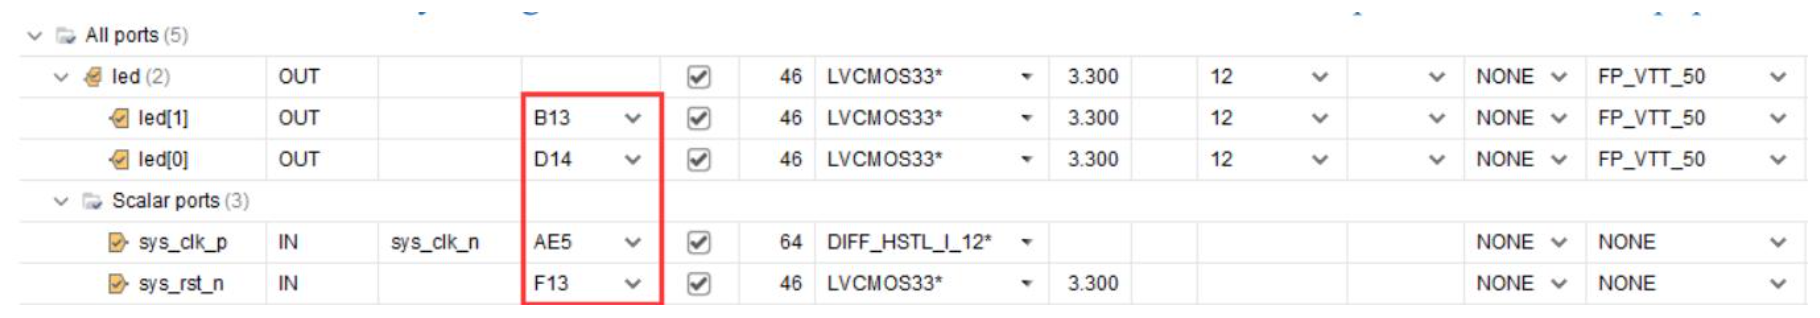 All ports (5)
led (2) OUT 46 LVCMOS33* 3.300 12 NONE FP_VTT_50
led[1] OUT B13 46 LVCMOS33* 3.300 12 NONE FP_VTT_50
led[0] OUT D14 46 LVCMOS33* 3.300 12 NONE FP_VTT_50
Scalar ports (3)
sys_clk_p IN sys_clk_n AE5 64 DIFF_HSTL_I_12* NONE NONE
sys_rst_n IN F13 46 LVCMOS33* 3.300 NONE NONE